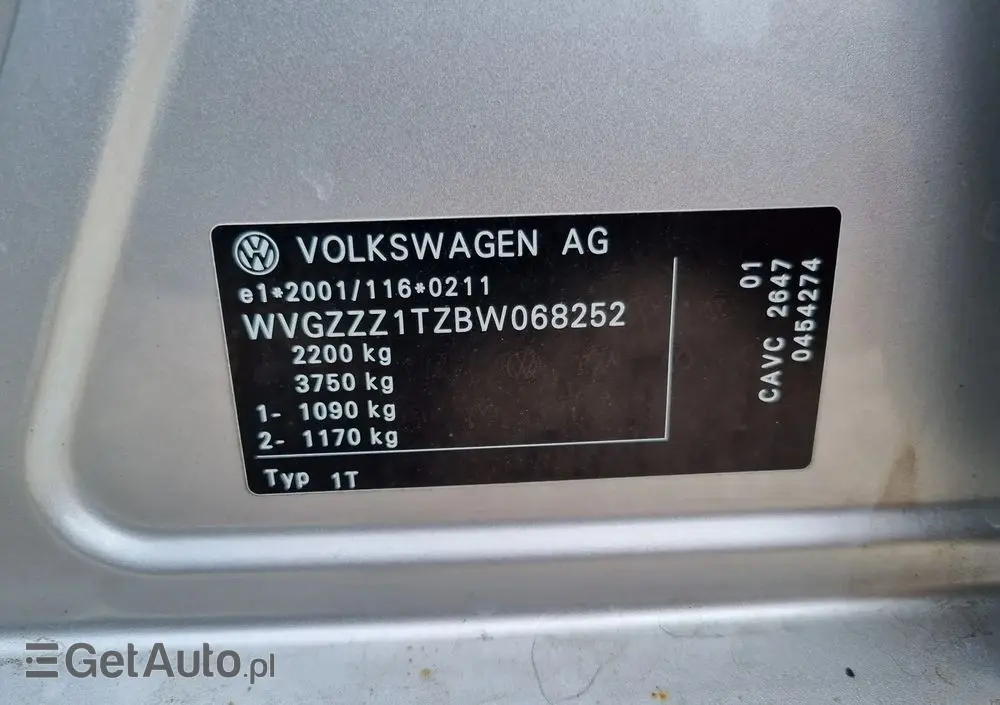 VOLKSWAGEN AG
e1*2001/116*0211
WVGZZZ1TZBW068252
2200 kg
3750 kg
1- 1090 kg
2- 1170 kg
Typ 1T
01
CAVC 2647
0454274
GetAuto.pl